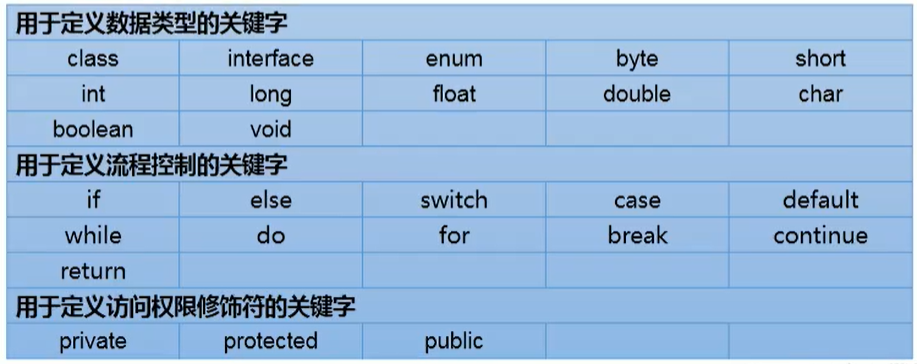 用于定义数据类型的关键字
class interface enum byte short
int long float double char
boolean void
用于定义流程控制的关键字
if else switch case default
while do for break continue
return
用于定义访问权限修饰符的关键字
private protected public